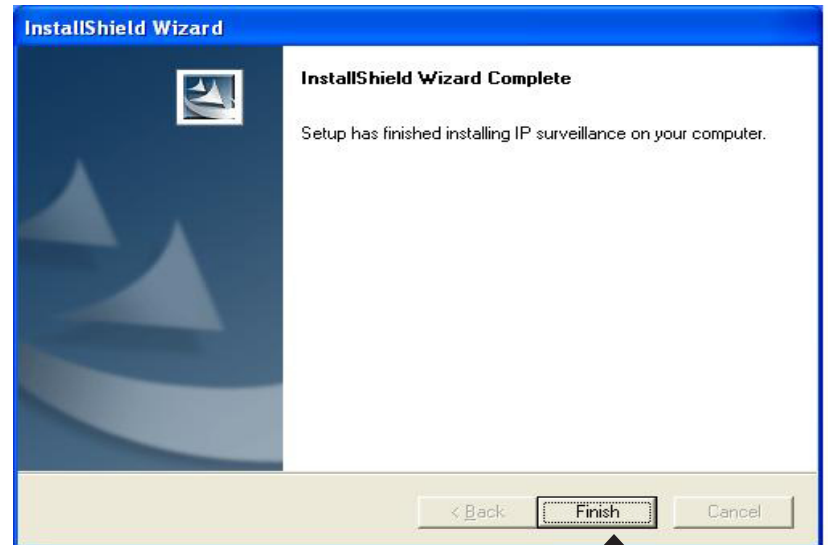 InstallShield Wizard
InstallShield Wizard Complete
Setup has finished installing IP surveillance on your computer.
< Back Finish Cancel